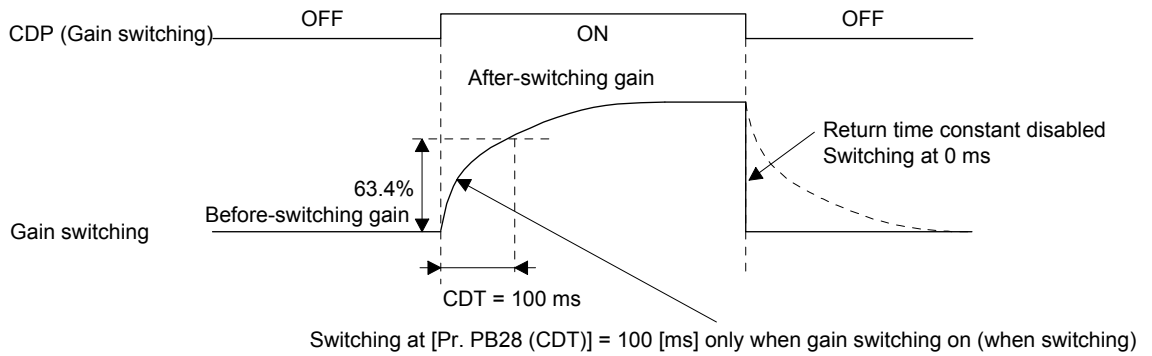 OFF
OFF
CDP (Gain switching)
ON
After-switching gain
Return time constant disabled
Switching at 0 ms
63.4%
Before-switching gain
Gain switching
CDT = 100 ms
Switching at [Pr. PB28 (CDT)] = 100 [ms] only when gain switching on (when switching)